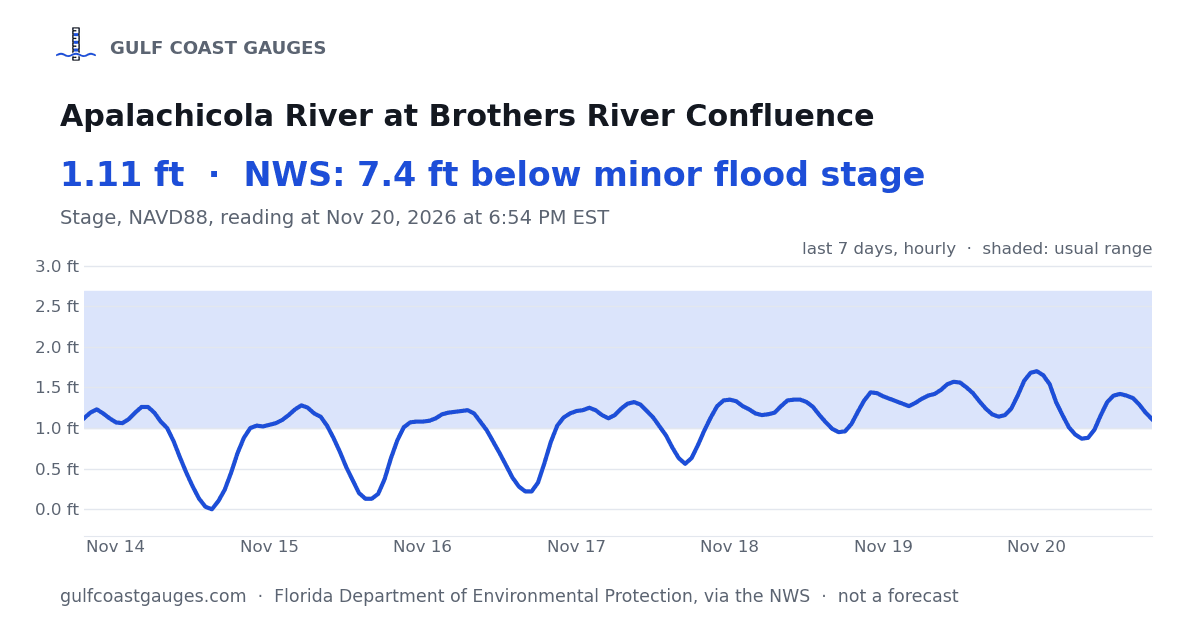 GULF COAST GAUGES
Apalachicola River at Brothers River Confluence
1.11 ft · NWS: 7.4 ft below minor flood stage
Stage, NAVD88, reading at Nov 20, 2026 at 6:54 PM EST
last 7 days, hourly · shaded: usual range
3.0 ft
2.5 ft
2.0 ft
1.5 ft
1.0 ft
0.5 ft
0.0 ft
Nov 14 Nov 15 Nov 16 Nov 17 Nov 18 Nov 19 Nov 20
gulfcoastgauges.com · Florida Department of Environmental Protection, via the NWS · not a forecast